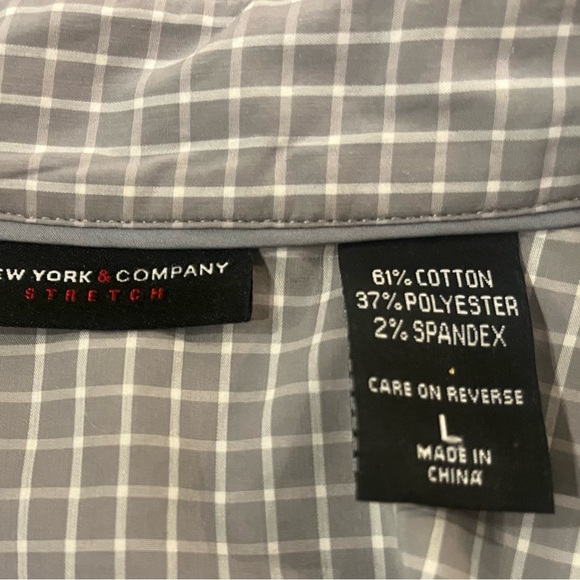 EW YORK & COMPANY
STRETCH
61% COTTON
37% POLYESTER
2% SPANDEX
CARE ON REVERSE
L
MADE IN
CHINA